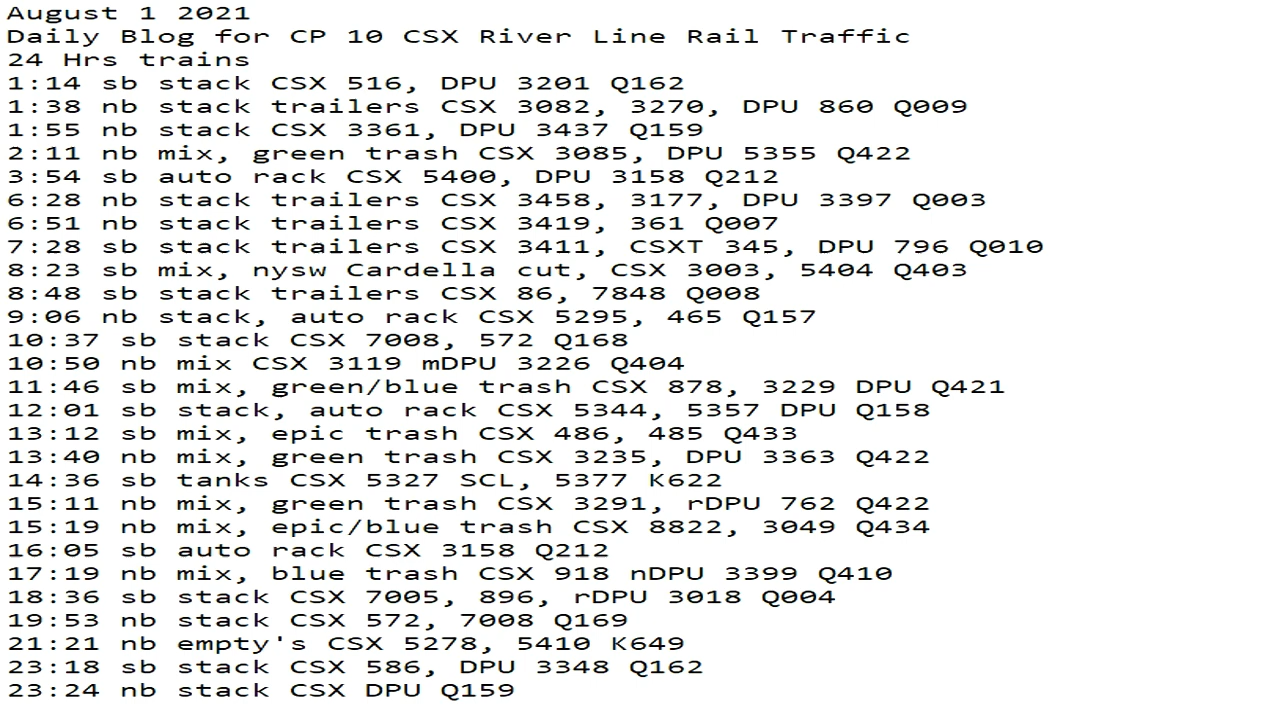 August 1 2021
Daily Blog for CP 10 CSX River Line Rail Traffic
24 Hrs trains
1:14 sb stack CSX 516, DPU 3201 Q162
1:38 nb stack trailers CSX 3082, 3270, DPU 860 Q009
1:55 nb stack CSX 3361, DPU 3437 Q159
2:11 nb mix, green trash CSX 3085, DPU 5355 Q422
3:54 sb auto rack CSX 5400, DPU 3158 Q212
6:28 nb stack trailers CSX 3458, 3177, DPU 3397 Q003
6:51 nb stack trailers CSX 3419, 361 Q007
7:28 sb stack trailers CSX 3411, CSXT 345, DPU 796 Q010
8:23 sb mix, nysw Cardella cut, CSX 3003, 5404 Q403
8:48 sb stack trailers CSX 86, 7848 Q008
9:06 nb stack, auto rack CSX 5295, 465 Q157
10:37 sb stack CSX 7008, 572 Q168
10:50 nb mix CSX 3119 mDPU 3226 Q404
11:46 sb mix, green/blue trash CSX 878, 3229 DPU Q421
12:01 sb stack, auto rack CSX 5344, 5357 DPU Q158
13:12 sb mix, epic trash CSX 486, 485 Q433
13:40 nb mix, green trash CSX 3235, DPU 3363 Q422
14:36 sb tanks CSX 5327 SCL, 5377 K622
15:11 nb mix, green trash CSX 3291, rDPU 762 Q422
15:19 nb mix, epic/blue trash CSX 8822, 3049 Q434
16:05 sb auto rack CSX 3158 Q212
17:19 nb mix, blue trash CSX 918 nDPU 3399 Q410
18:36 sb stack CSX 7005, 896, rDPU 3018 Q004
19:53 nb stack CSX 572, 7008 Q169
21:21 nb empty's CSX 5278, 5410 K649
23:18 sb stack CSX 586, DPU 3348 Q162
23:24 nb stack CSX DPU Q159